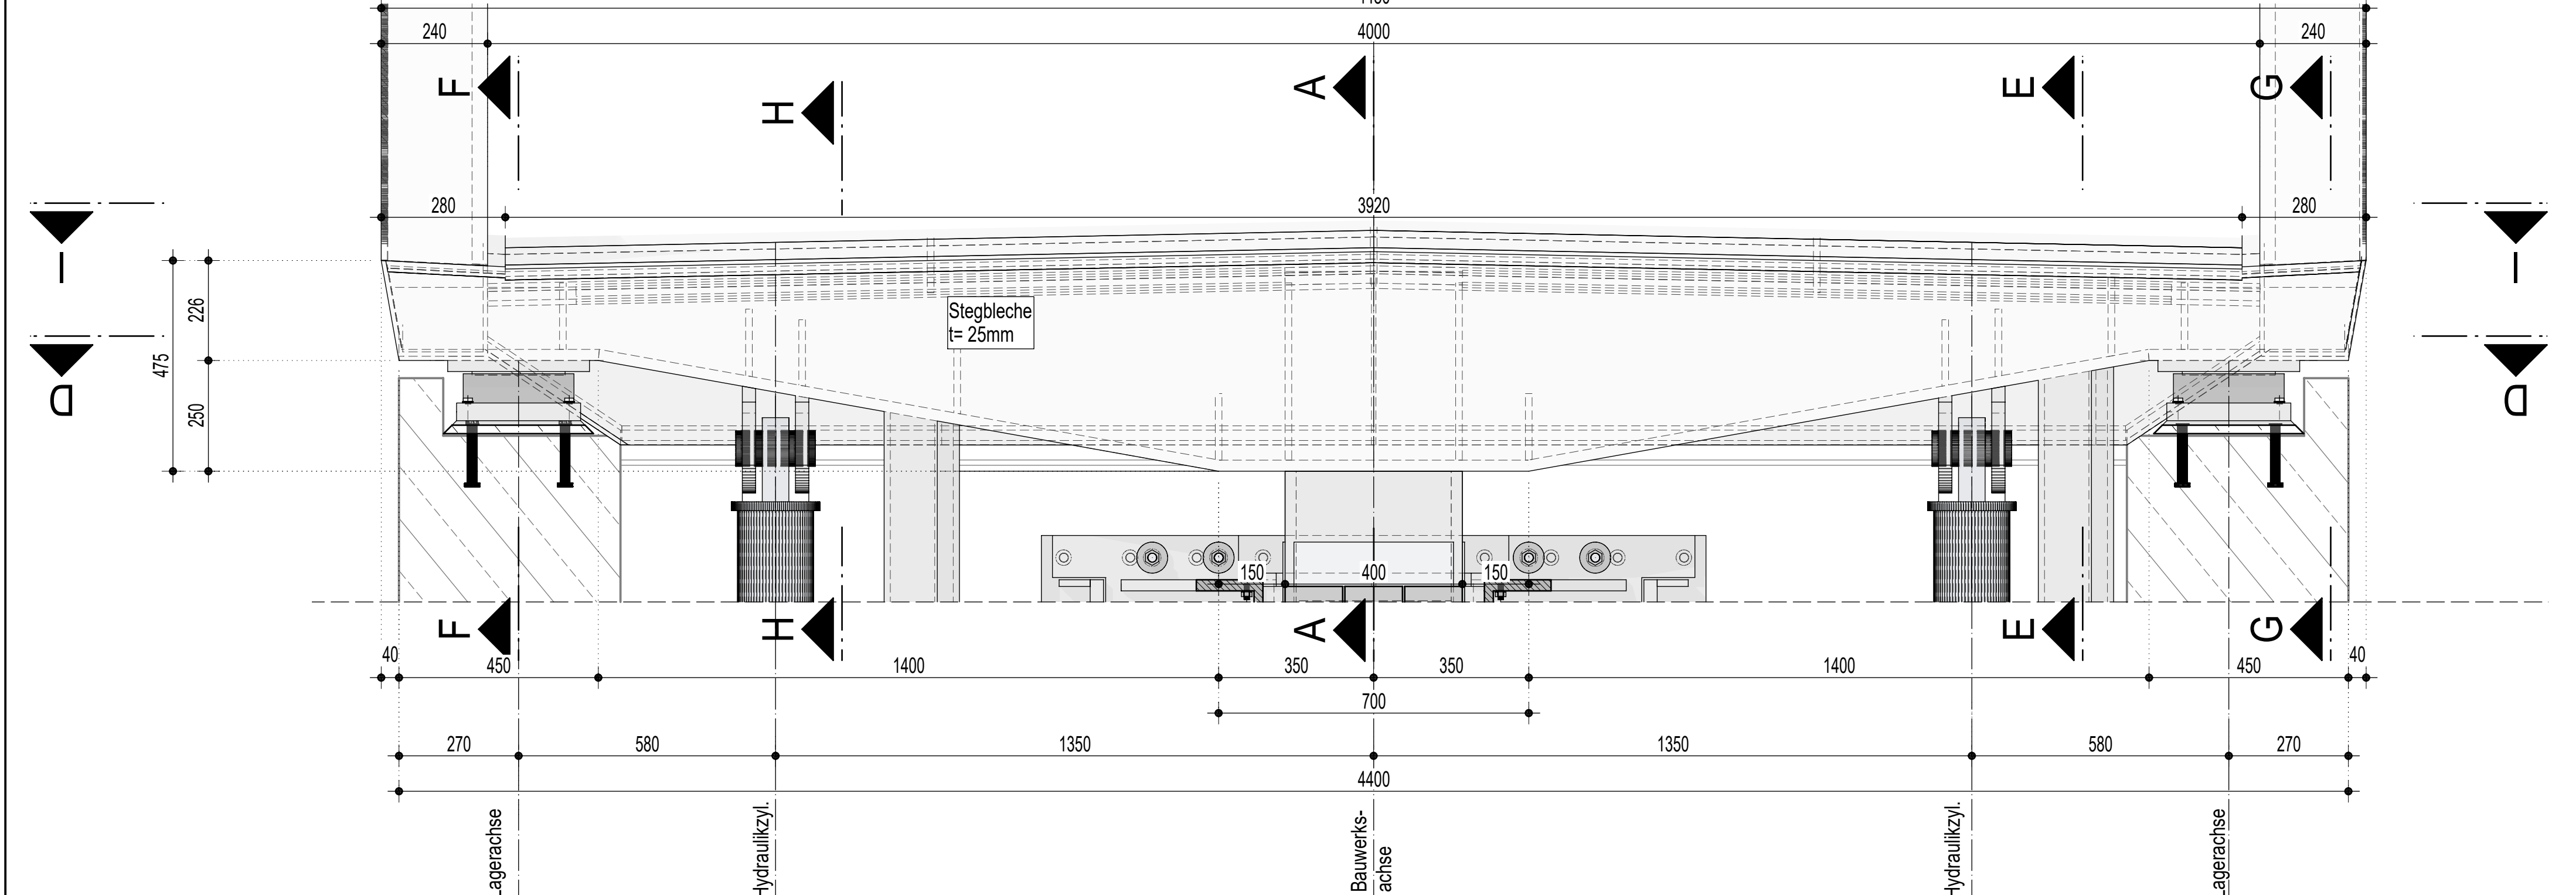 240 4000 240
F H A E G
280 3920 280
I I
226
475
250
D D
Stegbleche
t= 25mm
150 400 150
F H A E G
40 450 1400 350 350 1400 450 40
700
270 580 1350 1350 580 270
4400
Lagerachse
Hydraulikzyl.
Bauwerks-
achse
Hydraulikzyl.
Lagerachse